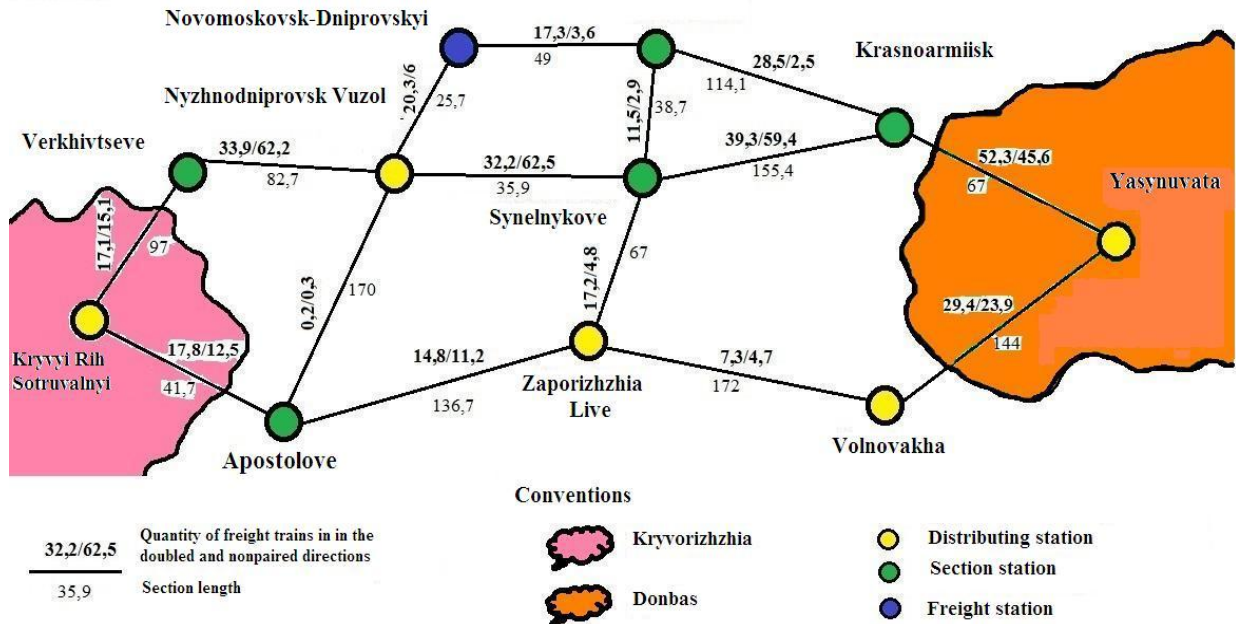 Novomoskovsk-Dniprovskyi
17,3/3,6
49
Krasnoarmiisk
28,5/2,5
114,1
20,3/6
25,7
Nyzhnodniprovsk Vuzol
11,5/2,9
38,7
Verkhivtseve
33,9/62,2
82,7
32,2/62,5
35,9
39,3/59,4
155,4
52,3/45,6
67
Yasynuvata
Synelnykove
17,1/15,1
97
17,2/4,8
67
0,2/0,3
170
29,4/23,9
144
Kryvyi Rih
Sotruvalnyi
17,8/12,5
41,7
14,8/11,2
136,7
7,3/4,7
172
Zaporizhzhia
Live
Volnovakha
Apostolove
Conventions
32,2/62,5
35,9
Quantity of freight trains in in the
doubled and nonpaired directions
Section length
Kryvorizhzhia
Donbas
Distributing station
Section station
Freight station